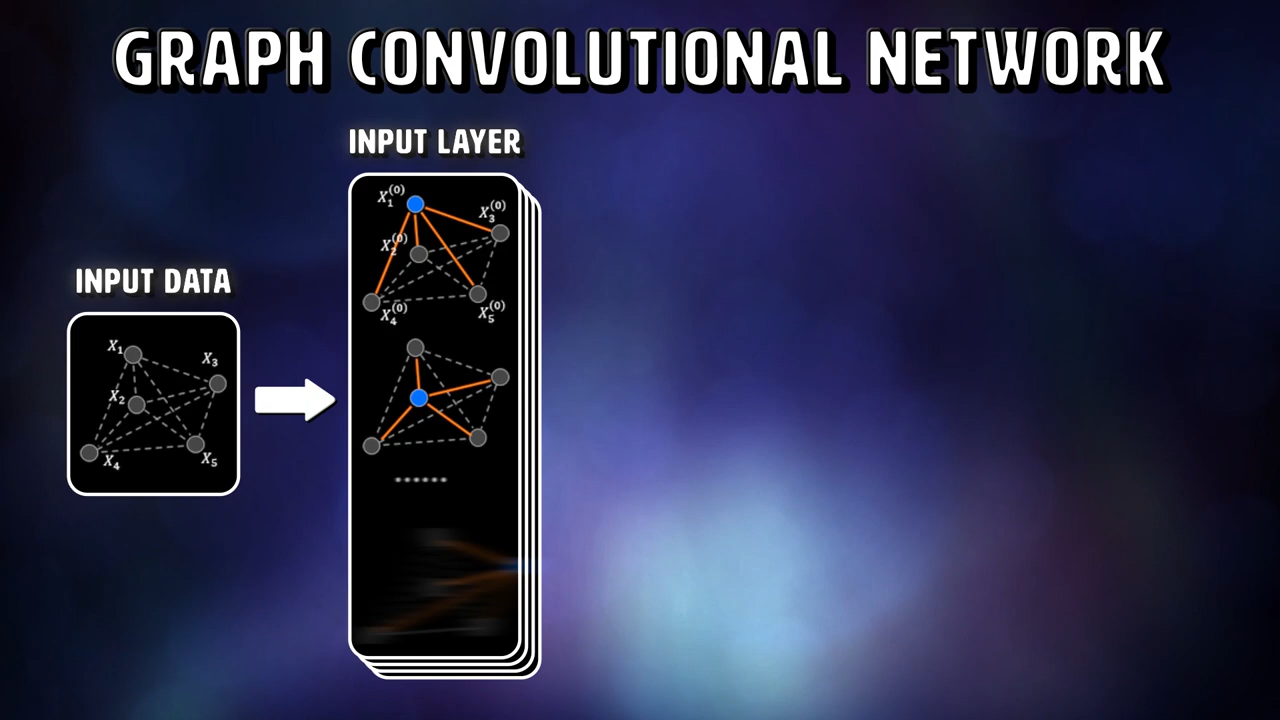 GRAPH CONVOLUTIONAL NETWORK
INPUT LAYER
X₁⁽⁰⁾
X₃⁽⁰⁾
X₂⁽⁰⁾
X₄⁽⁰⁾
X₅⁽⁰⁾
INPUT DATA
X₁
X₃
X₂
X₄
X₅
......